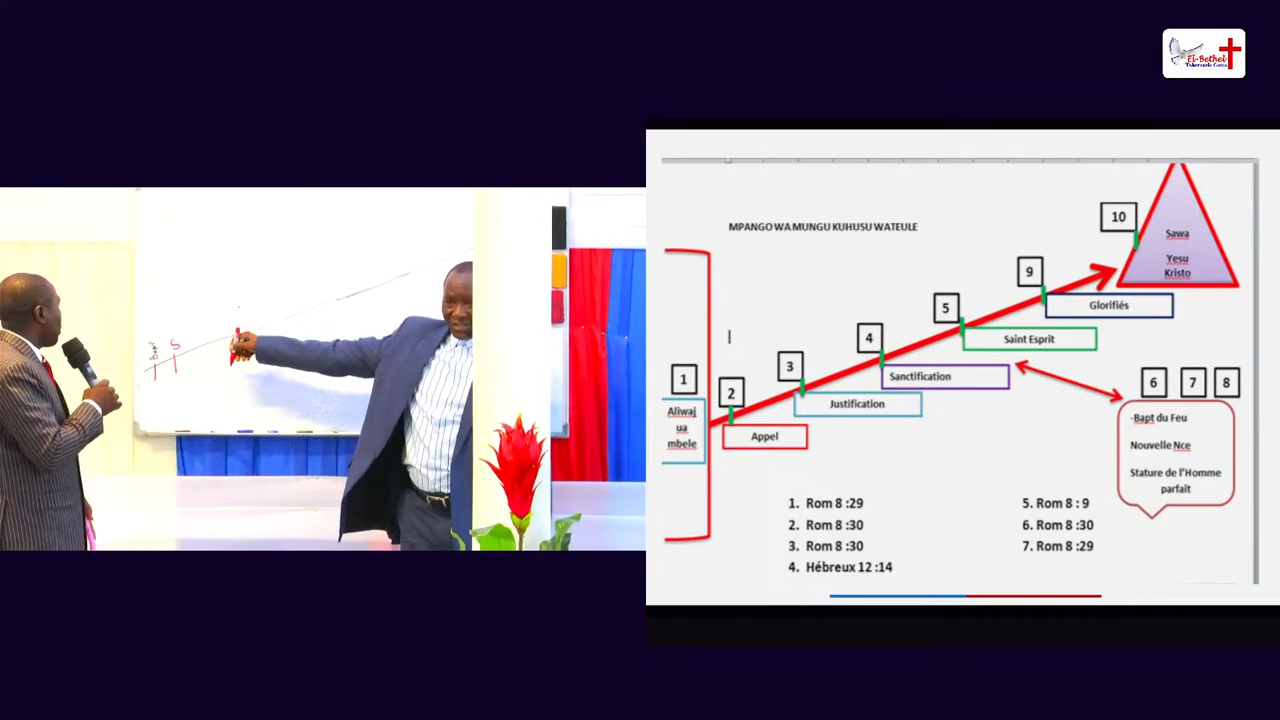 El-Bethel
Tabernacle Goma
MPANGO WA MUNGU KUHUSU WATEULE
10
Sawa
Yesu
Kristo
9
Glorifiés
5
Saint Esprit
4
Sanctification
3
Justification
2
Appel
1
Aliwaj
ua
mbele
6 7 8
-Bapt du Feu
Nouvelle Nce
Stature de l'Homme
parfait
1. Rom 8 :29
2. Rom 8 :30
3. Rom 8 :30
4. Hébreux 12 :14
5. Rom 8 : 9
6. Rom 8 :30
7. Rom 8 :29
Bapt
S